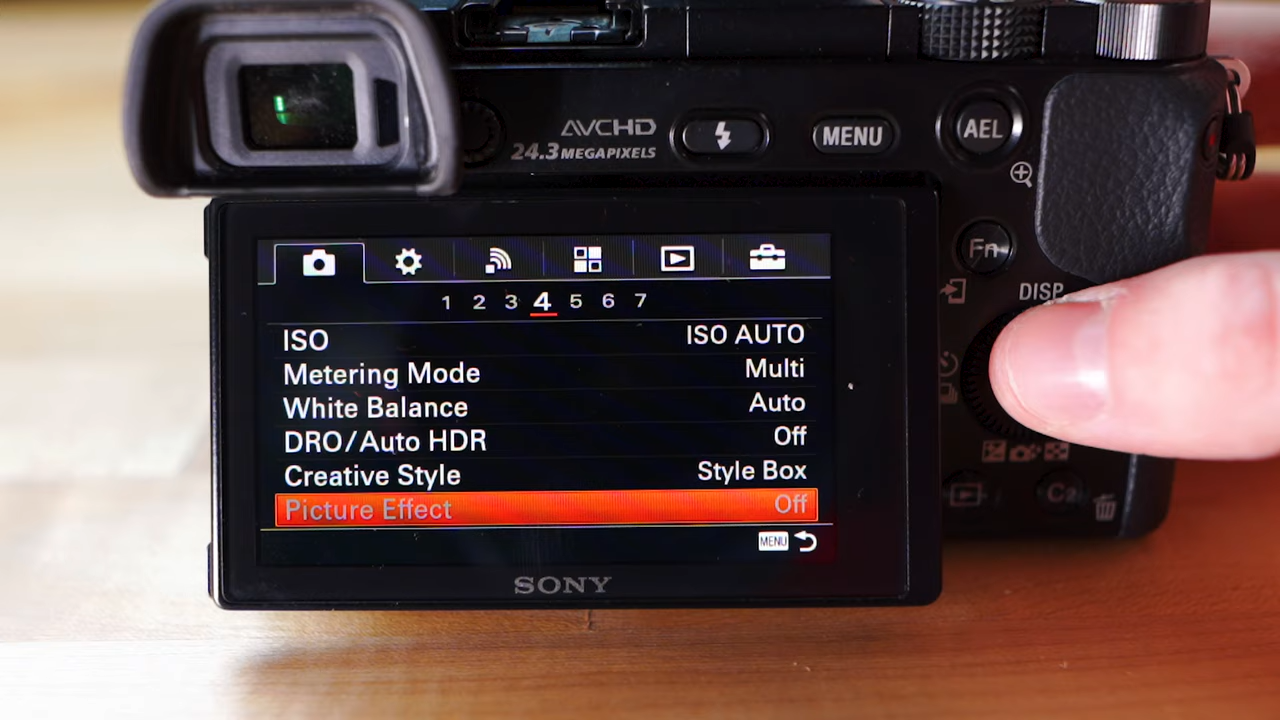 AVCHD
24.3 MEGAPIXELS
MENU
AEL
Fn
DISP
1 2 3 4 5 6 7
ISO ISO AUTO
Metering Mode Multi
White Balance Auto
DRO/Auto HDR Off
Creative Style Style Box
Picture Effect Off
MENU
C2
SONY